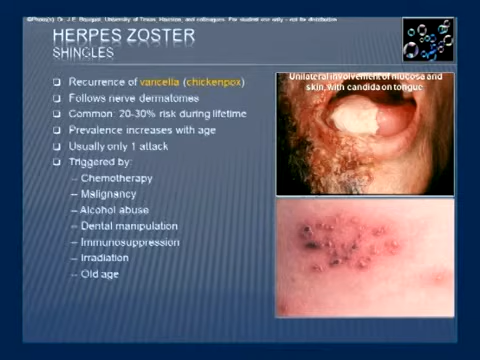 ©Photo(s): Dr. J.E. Bouquot, University of Texas, Houston, and colleagues. For student use only – not for distribution
HERPES ZOSTER
SHINGLES
Recurrence of varicella (chickenpox)
Follows nerve dermatomes
Common: 20-30% risk during lifetime
Prevalence increases with age
Usually only 1 attack
Triggered by:
– Chemotherapy
– Malignancy
– Alcohol abuse
– Dental manipulation
– Immunosuppression
– Irradiation
– Old age
Unilateral involvement of mucosa and
skin, with candida on tongue